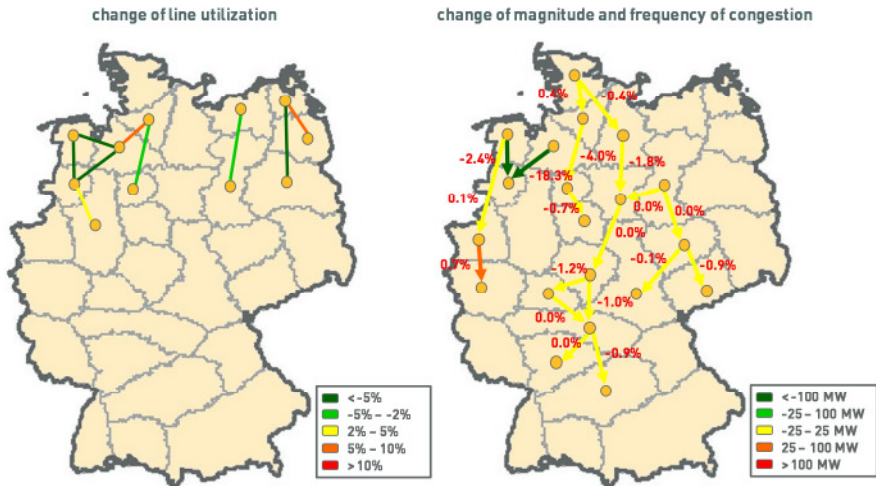 change of line utilization
change of magnitude and frequency of congestion
0.4%
-0.4%
-2.4%
-4.0%
-1.8%
-18.3%
0.1%
-0.7%
0.0%
0.0%
0.0%
0.7%
-1.2%
-0.1%
-0.9%
-1.0%
0.0%
0.0%
-0.9%
<-5%
-5% – -2%
2% – 5%
5% – 10%
>10%
<-100 MW
-25 – 100 MW
-25 – 25 MW
25 – 100 MW
>100 MW